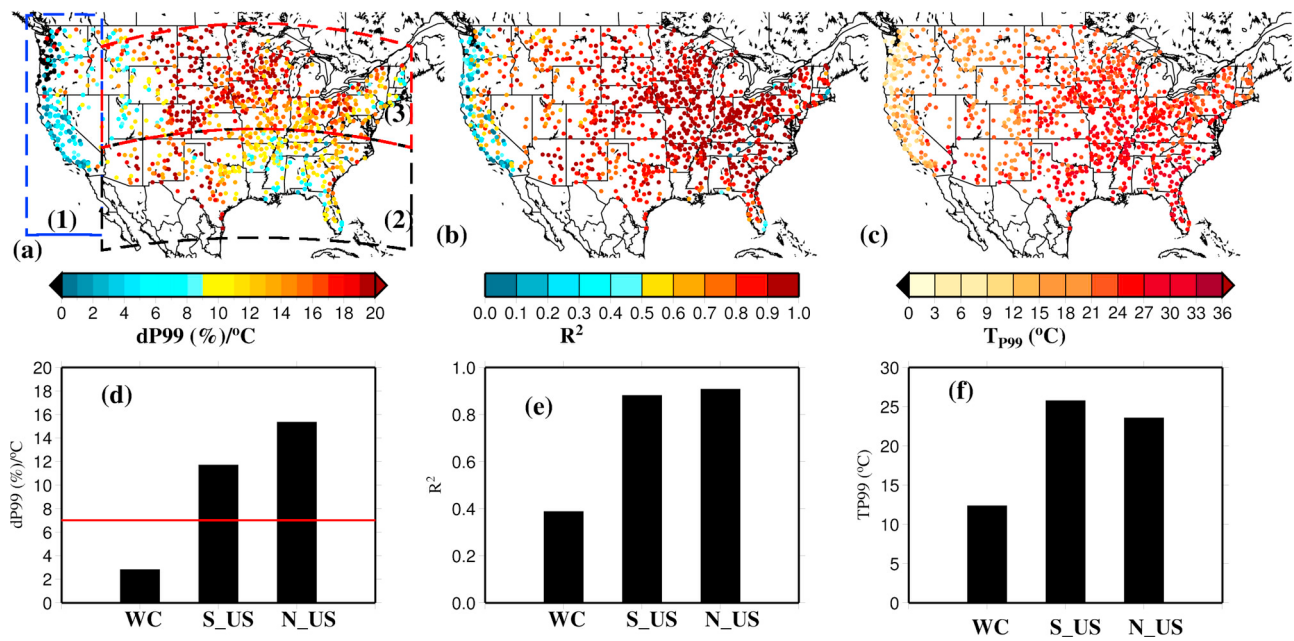 (1)
(2)
(3)
(a)
(b)
(c)
0 2 4 6 8 10 12 14 16 18 20
dP99 (%)/ºC
0.0 0.1 0.2 0.3 0.4 0.5 0.6 0.7 0.8 0.9 1.0
R²
0 3 6 9 12 15 18 21 24 27 30 33 36
TP99 (ºC)
20
18
16
14
12
10
8
6
4
2
0
dP99 (%)/ºC
(d)
WC S_US N_US
1.0
0.8
0.6
0.4
0.2
0.0
R²
(e)
WC S_US N_US
30
25
20
15
10
5
0
TP99 (ºC)
(f)
WC S_US N_US